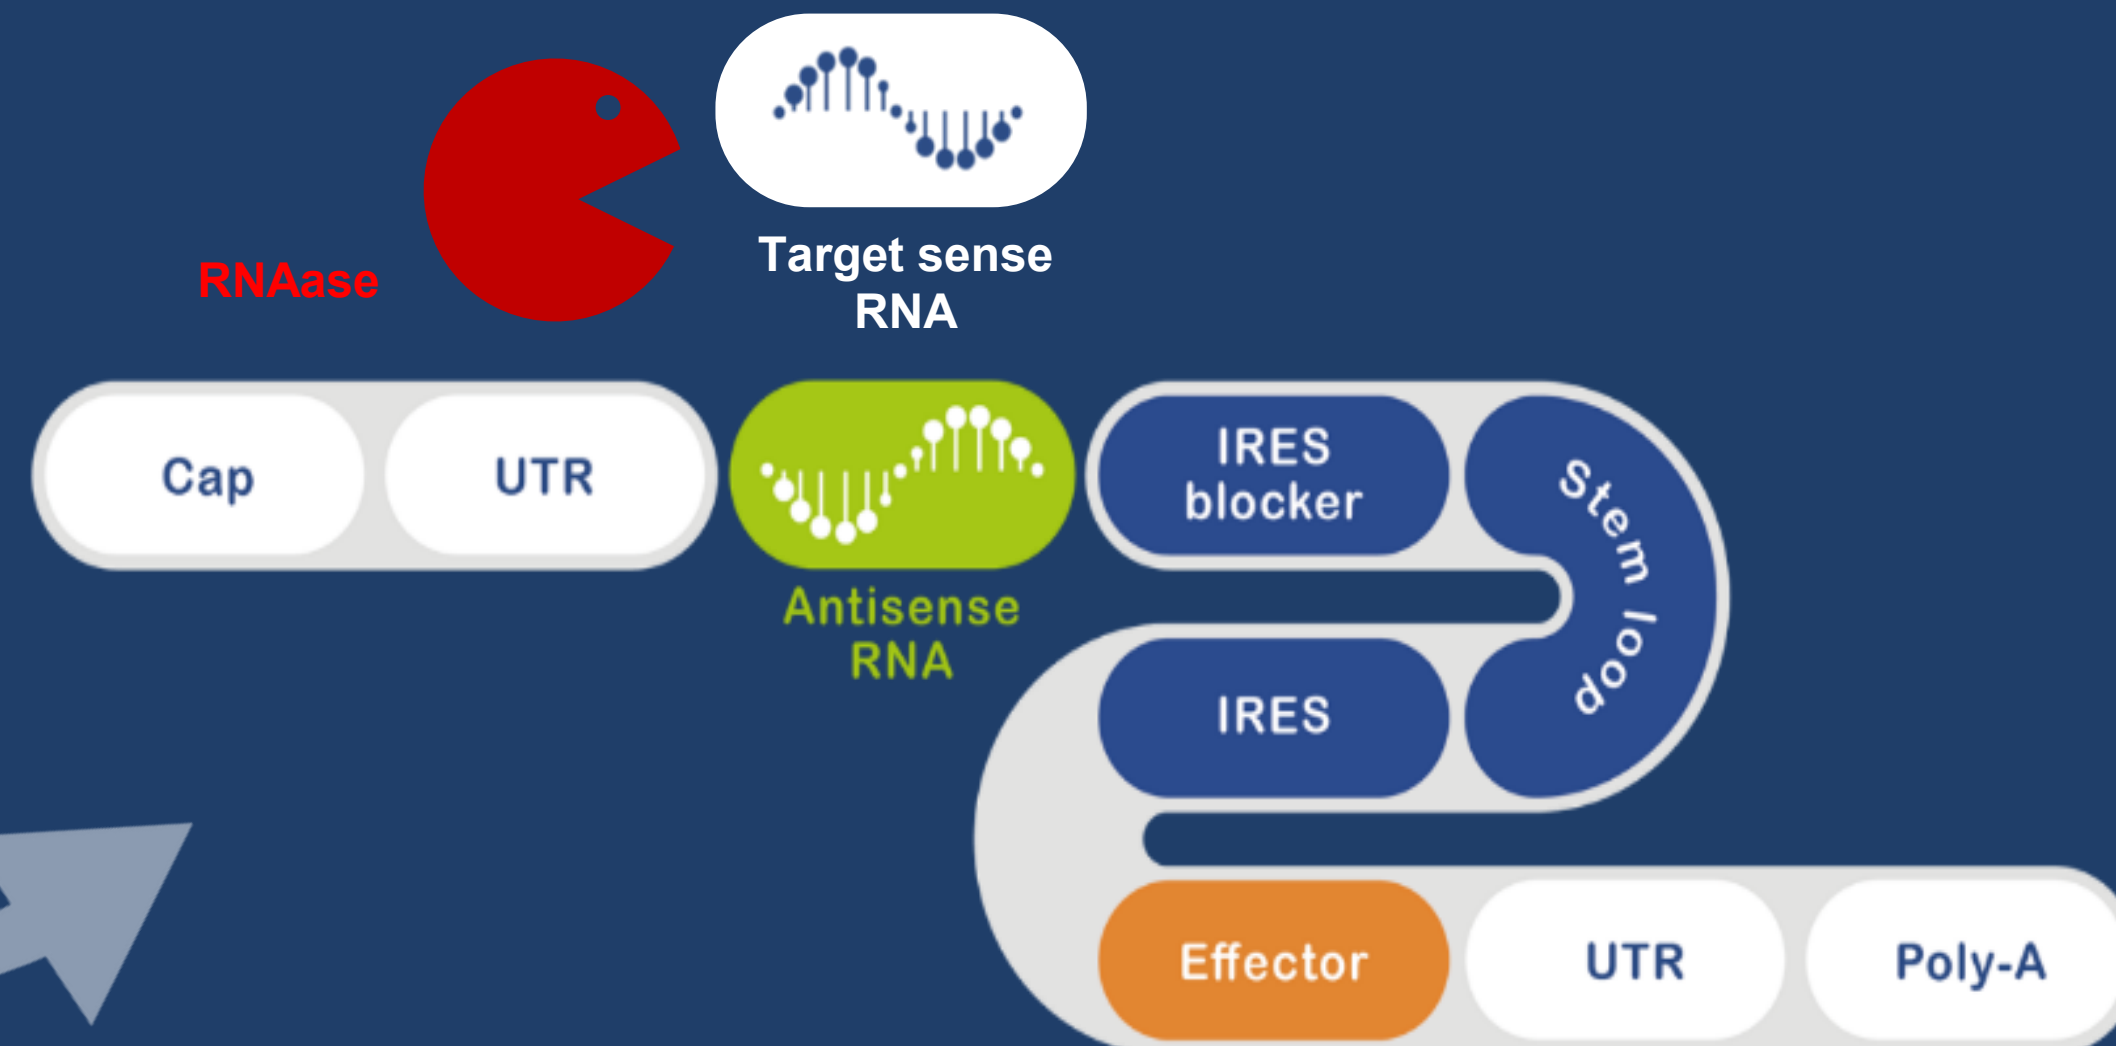 RNAase
Target sense
RNA
Cap
UTR
Antisense
RNA
IRES
blocker
Stem loop
IRES
Effector
UTR
Poly-A